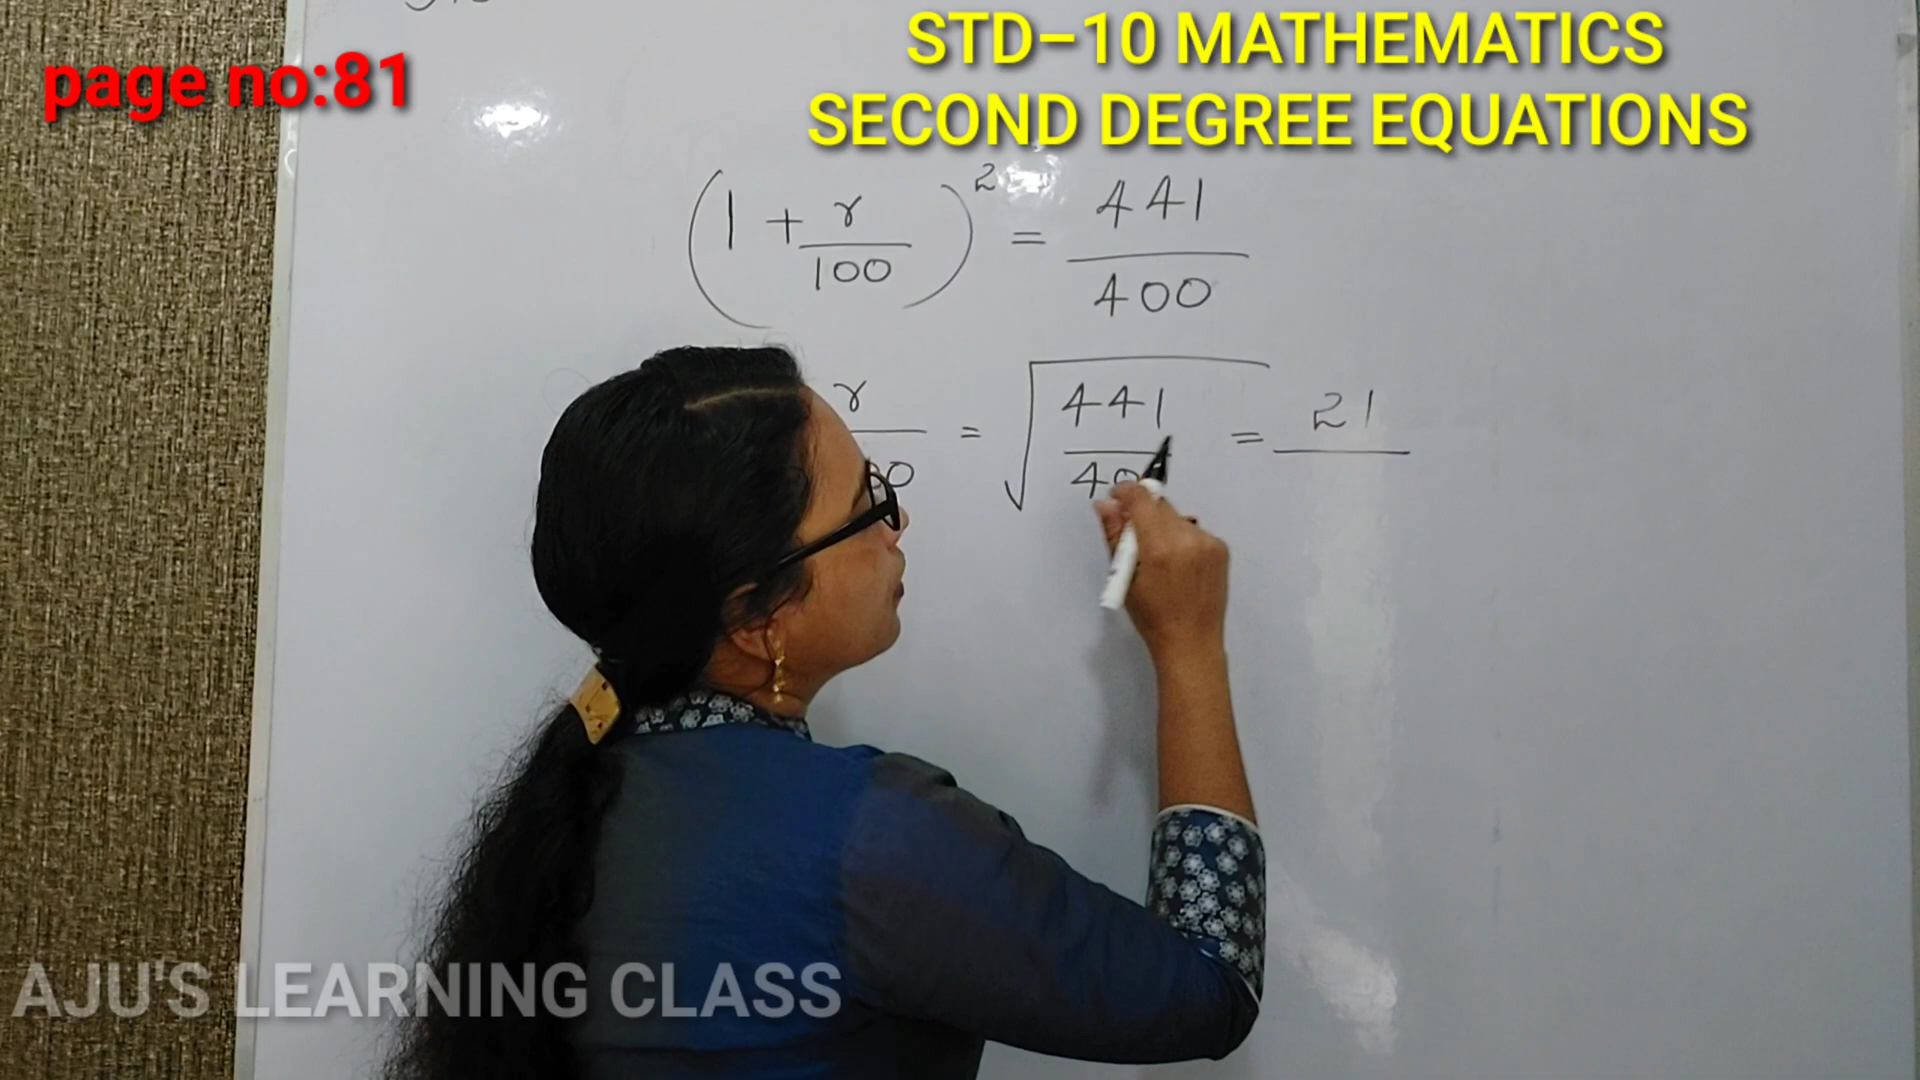 page no:81
STD–10 MATHEMATICS
SECOND DEGREE EQUATIONS
(1 + r/100)² = 441/400
r = √441/40 = 21
AJU'S LEARNING CLASS